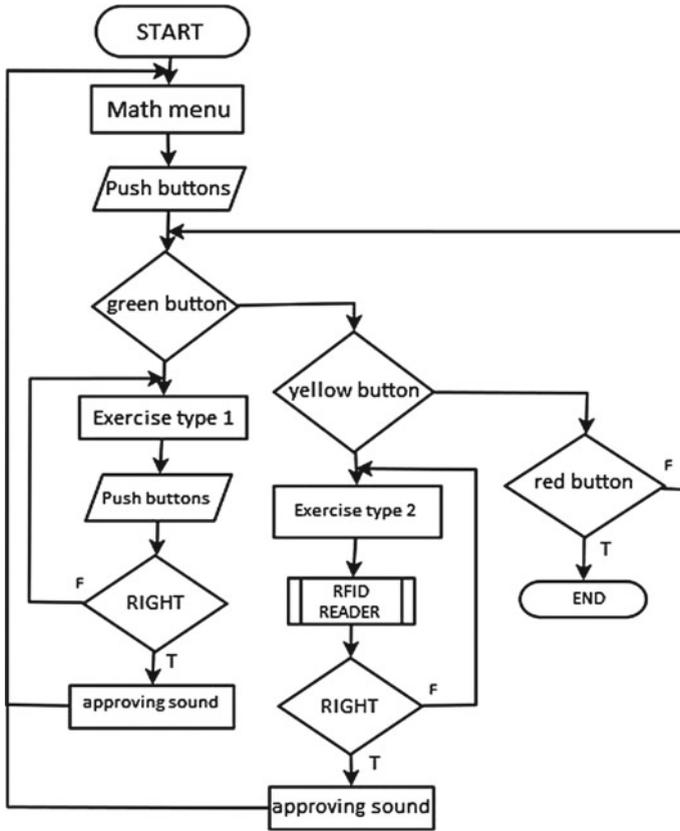 START
Math menu
Push buttons
green button
yellow button
Exercise type 1
red button
F
Push buttons
Exercise type 2
T
F
RIGHT
RFID
READER
END
T
approving sound
RIGHT
F
T
approving sound